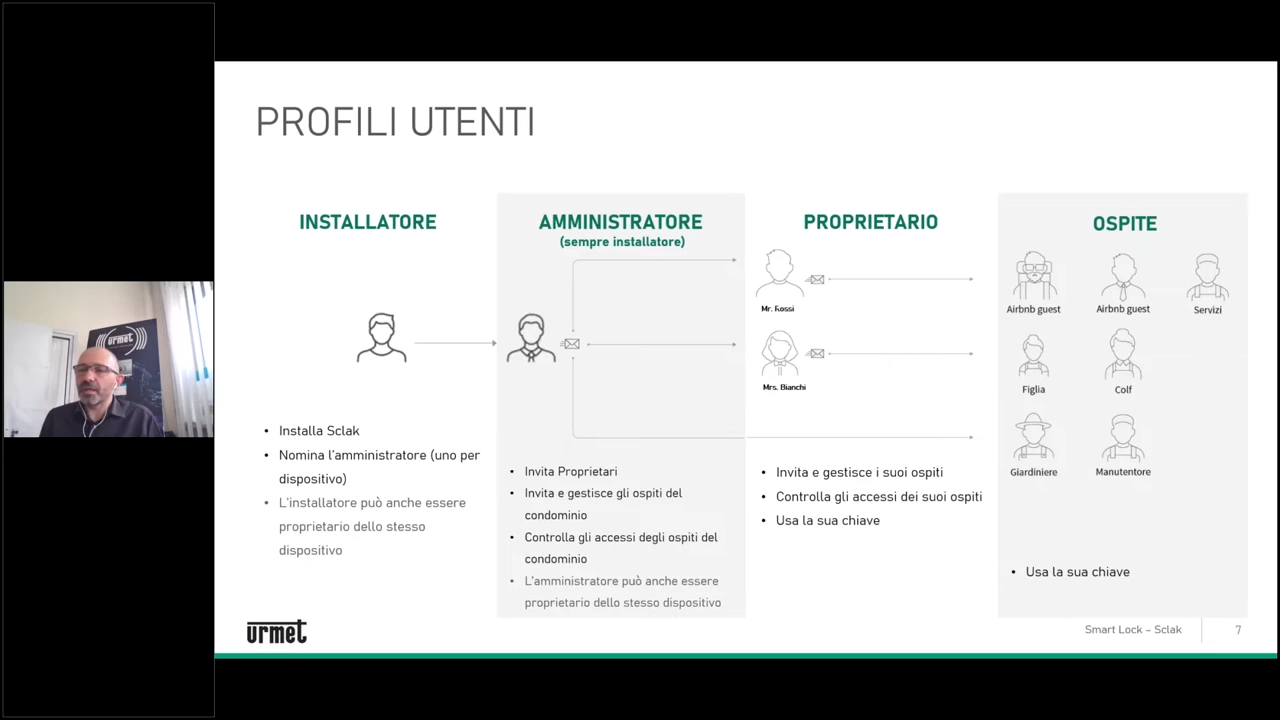 PROFILI UTENTI
INSTALLATORE
Installa Sclak
Nomina l'amministratore (uno per
dispositivo)
L'installatore può anche essere
proprietario dello stesso
dispositivo
AMMINISTRATORE
(sempre installatore)
Invita Proprietari
Invita e gestisce gli ospiti del
condominio
Controlla gli accessi degli ospiti del
condominio
L'amministratore può anche essere
proprietario dello stesso dispositivo
PROPRIETARIO
Mr. Rossi
Mrs. Bianchi
Invita e gestisce i suoi ospiti
Controlla gli accessi dei suoi ospiti
Usa la sua chiave
OSPITE
Airbnb guest
Airbnb guest
Servizi
Figlia
Colf
Giardiniere
Manutentore
Usa la sua chiave
urmet
Smart Lock – Sclak
7
urmet